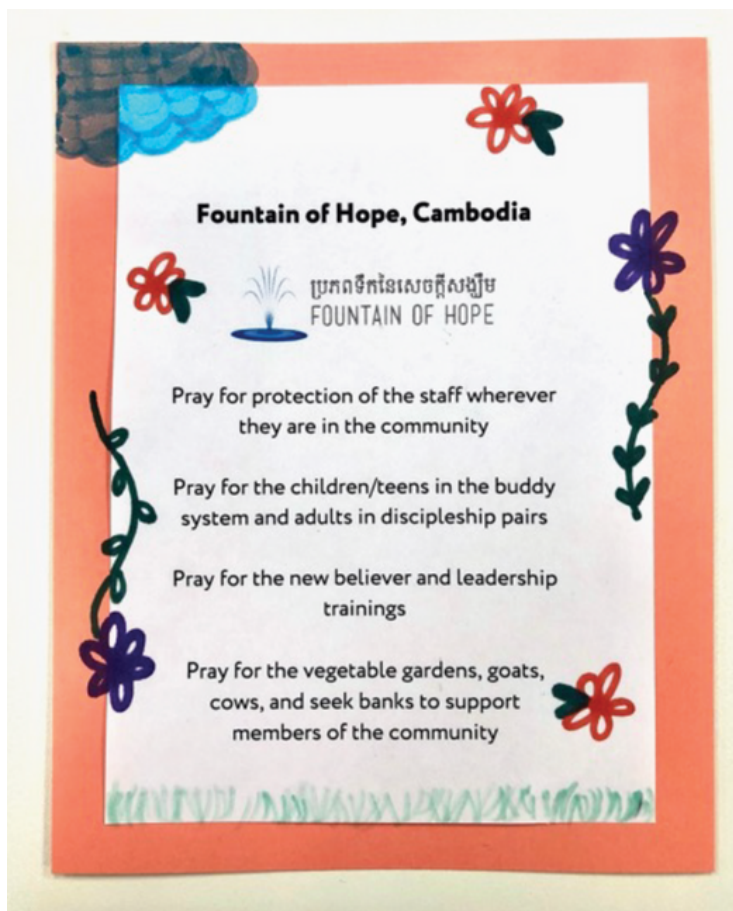 Fountain of Hope, Cambodia
ប្រភពទឹកនៃសេចក្តីសង្ឃឹម
FOUNTAIN OF HOPE
Pray for protection of the staff wherever
they are in the community
Pray for the children/teens in the buddy
system and adults in discipleship pairs
Pray for the new believer and leadership
trainings
Pray for the vegetable gardens, goats,
cows, and seek banks to support
members of the community